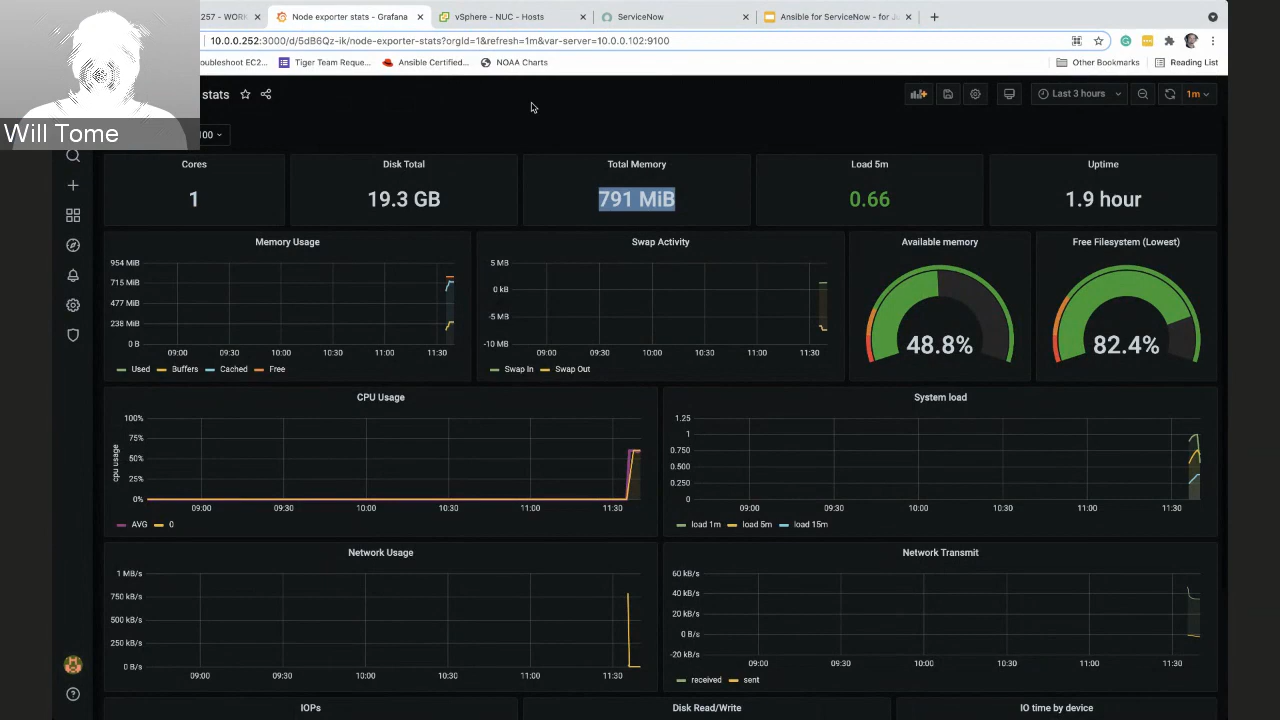 257 - WORK
Node exporter stats - Grafana
vSphere - NUC - Hosts
ServiceNow
Ansible for ServiceNow - for J
10.0.0.252:3000/d/5dB6Qz-ik/node-exporter-stats?orgId=1&refresh=1m&var-server=10.0.0.102:9100
oubleshoot EC2...
Tiger Team Reque...
Ansible Certified...
NOAA Charts
Other Bookmarks
Reading List
Will Tome
stats
Last 3 hours
1m
100
Cores
Disk Total
Total Memory
Load 5m
Uptime
1
19.3 GB
791 MiB
0.66
1.9 hour
Memory Usage
954 MiB
715 MiB
477 MiB
238 MiB
0 B
09:00 09:30 10:00 10:30 11:00 11:30
Used Buffers Cached Free
Swap Activity
5 MB
0 kB
-5 MB
-10 MB
09:00 09:30 10:00 10:30 11:00 11:30
Swap In Swap Out
Available memory
48.8%
Free Filesystem (Lowest)
82.4%
CPU Usage
cpu usage
100%
75%
50%
25%
0%
09:00 09:30 10:00 10:30 11:00 11:30
AVG 0
System load
1.25
1
0.750
0.500
0.250
0
09:00 09:30 10:00 10:30 11:00 11:30
load 1m load 5m load 15m
Network Usage
1 MB/s
750 kB/s
500 kB/s
250 kB/s
0 B/s
09:00 09:30 10:00 10:30 11:00 11:30
Network Transmit
60 kB/s
40 kB/s
20 kB/s
0 B/s
-20 kB/s
09:00 09:30 10:00 10:30 11:00 11:30
received sent
IOPs
Disk Read/Write
IO time by device